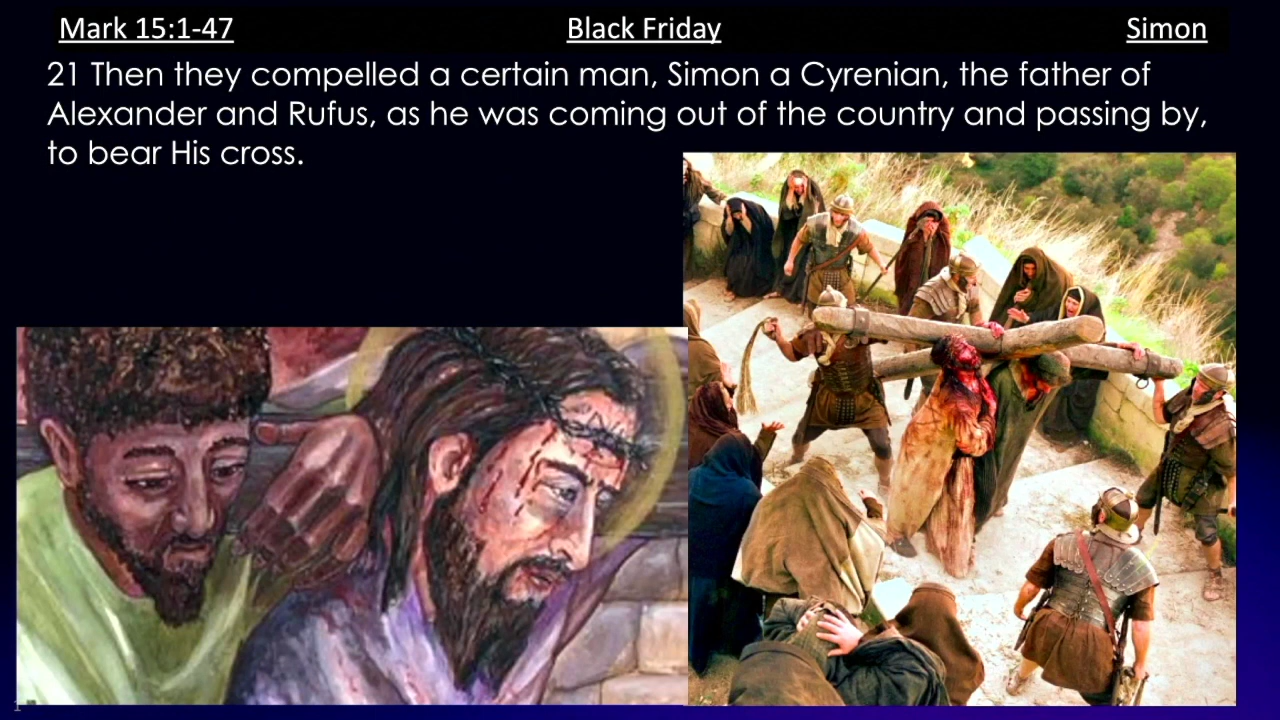 Mark 15:1-47 Black Friday Simon
21 Then they compelled a certain man, Simon a Cyrenian, the father of
Alexander and Rufus, as he was coming out of the country and passing by,
to bear His cross.
1